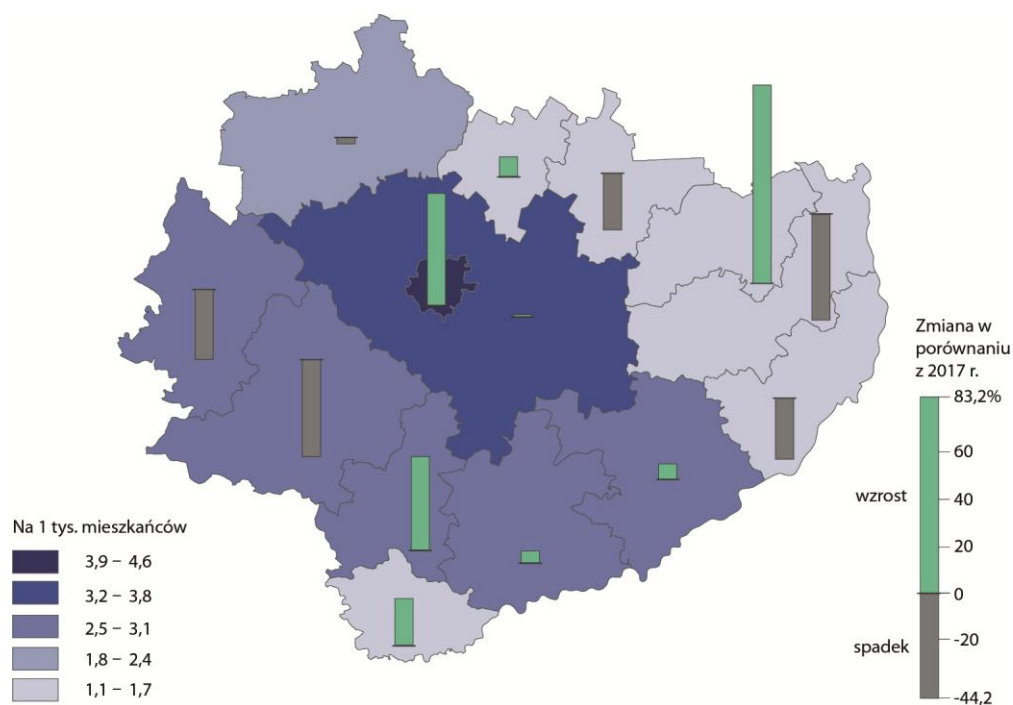 Na 1 tys. mieszkańców
3,9 – 4,6
3,2 – 3,8
2,5 – 3,1
1,8 – 2,4
1,1 – 1,7
Zmiana w
porównaniu
z 2017 r.
83,2%
60
wzrost
40
20
0
-20
spadek
-44,2